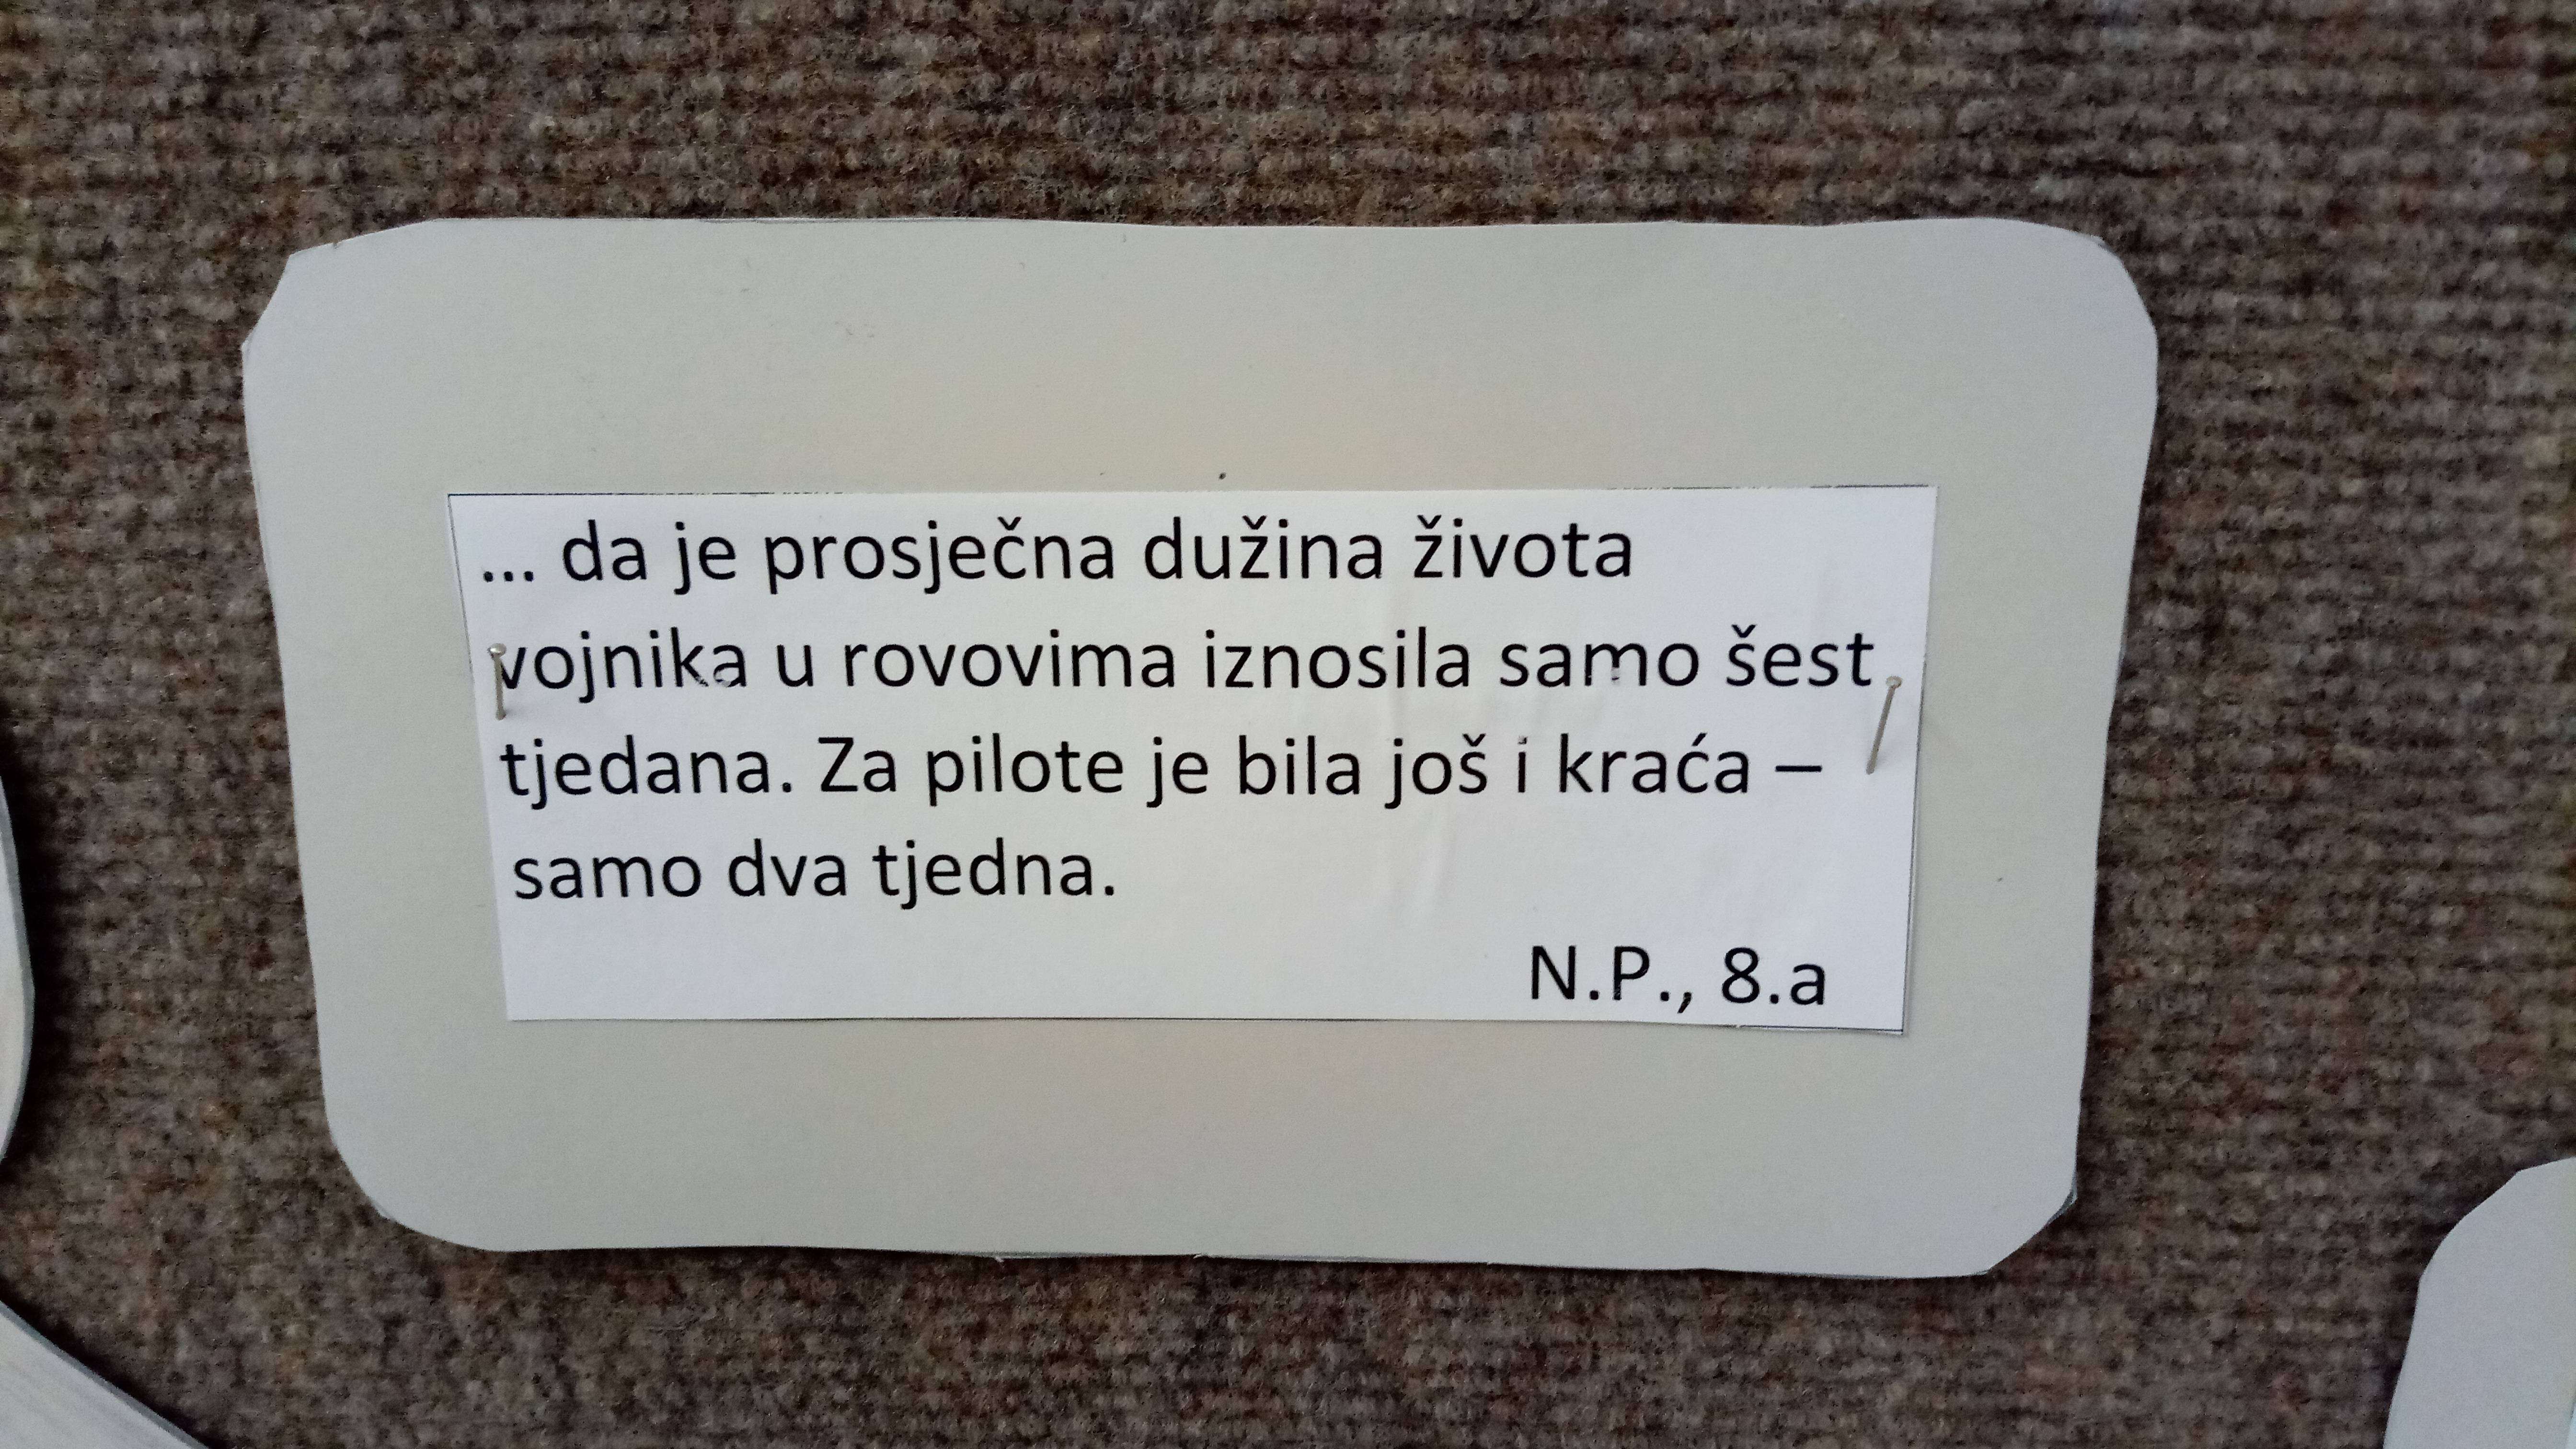 ... da je prosječna dužina života
vojnika u rovovima iznosila samo šest
tjedana. Za pilote je bila još i kraća –
samo dva tjedna.
N.P., 8.a